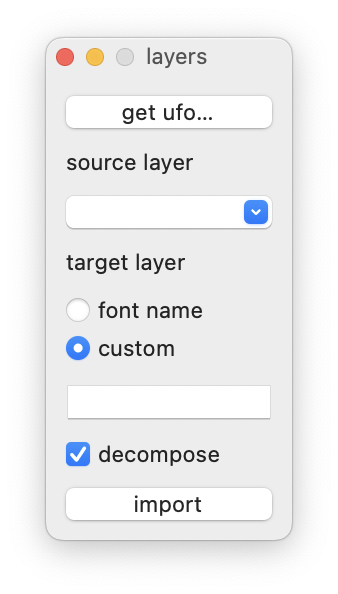 layers
get ufo...
source layer
target layer
font name
custom
decompose
import